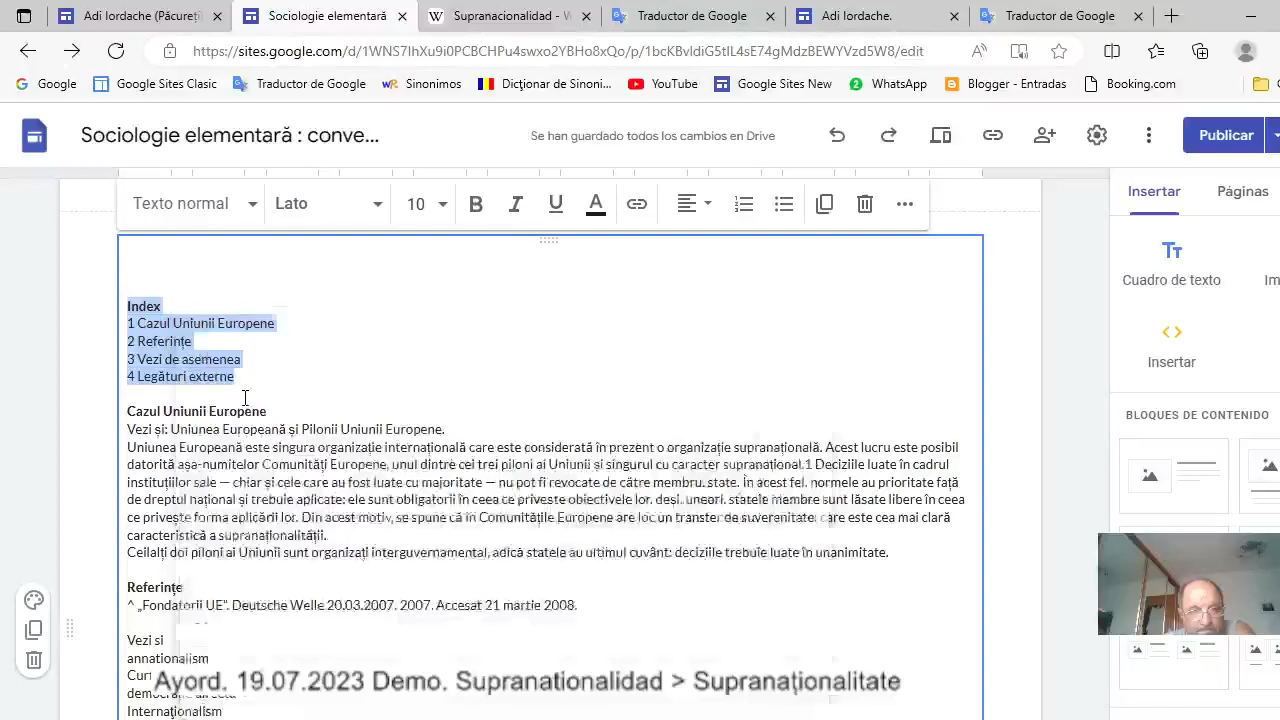 Adi Iordache (Păcureți
Sociologie elementară
Supranacionalidad - W
Traductor de Google
Adi Iordache.
Traductor de Google
https://sites.google.com/d/1WNS7lhXu9i0PCBCHPu4swxo2YBHo8xQo/p/1bcKBvldiG5tIL4sE74gMdzBEWYVzd5W8/edit
Google
Google Sites Clasic
Traductor de Google
Sinonimos
Dicţionar de Sinoni...
YouTube
Google Sites New
WhatsApp
Blogger - Entradas
Booking.com
Sociologie elementară : conve...
Se han guardado todos los cambios en Drive
Publicar
Texto normal
Lato
10
Insertar
Páginas
Cuadro de texto
Im
Insertar
BLOQUES DE CONTENIDO
Index
1 Cazul Uniunii Europene
2 Referințe
3 Vezi de asemenea
4 Legături externe
Cazul Uniunii Europene
Vezi și: Uniunea Europeană și Pilonii Uniunii Europene.
Uniunea Europeană este singura organizație internațională care este considerată în prezent o organizație supranațională. Acest lucru este posibil
datorită așa-numitelor Comunități Europene, unul dintre cei trei piloni ai Uniunii și singurul cu caracter supranațional.1 Deciziile luate în cadrul
instituțiilor sale — chiar și cele care au fost luate cu majoritate — nu pot fi revocate de către membru. state. În acest fel, normele au prioritate față
de dreptul național și trebuie aplicate: ele sunt obligatorii în ceea ce privește obiectivele lor, deși, uneori, statele membre sunt lăsate libere în ceea
ce privește forma aplicării lor. Din acest motiv, se spune că în Comunitățile Europene are loc un transfer de suveranitate, care este cea mai clară
caracteristică a supranaționalității.
Ceilalți doi piloni ai Uniunii sunt organizați interguvernamental, adică statele au ultimul cuvânt: deciziile trebuie luate în unanimitate.
Referințe
^ „Fondatorii UE”. Deutsche Welle 20.03.2007. 2007. Accesat 21 martie 2008.
Vezi si
annationalism
Internaţionalism
Ayord. 19.07.2023 Demo. Supranationalidad > Supranaționalitate